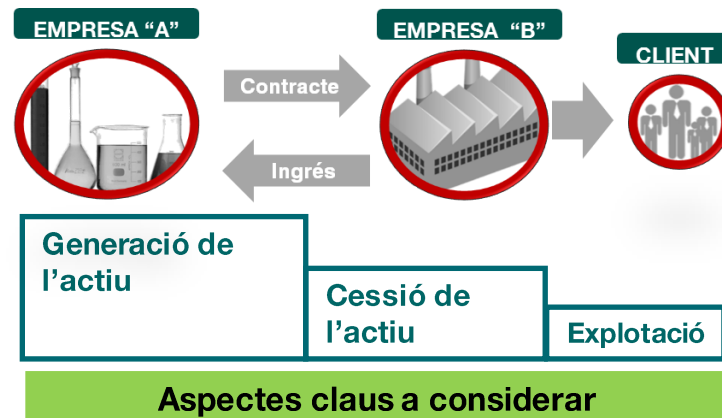 EMPRESA “A”
EMPRESA “B”
CLIENT
Contracte
Ingrés
Generació de
l’actiu
Cessió de
l’actiu
Explotació
Aspectes claus a considerar